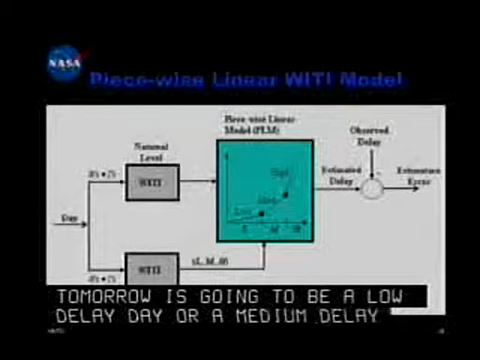 NASA
Piece-wise Linear WITI Model
Piece-wise Linear
Model (PLM)
Observed
Delay
National
Level
WITI
High
Med
Low
L M H
Estimated
Delay
Estimation
Error
Day
WITI
(L, M, H)
TOMORROW IS GOING TO BE A LOW
DELAY DAY OR A MEDIUM DELAY